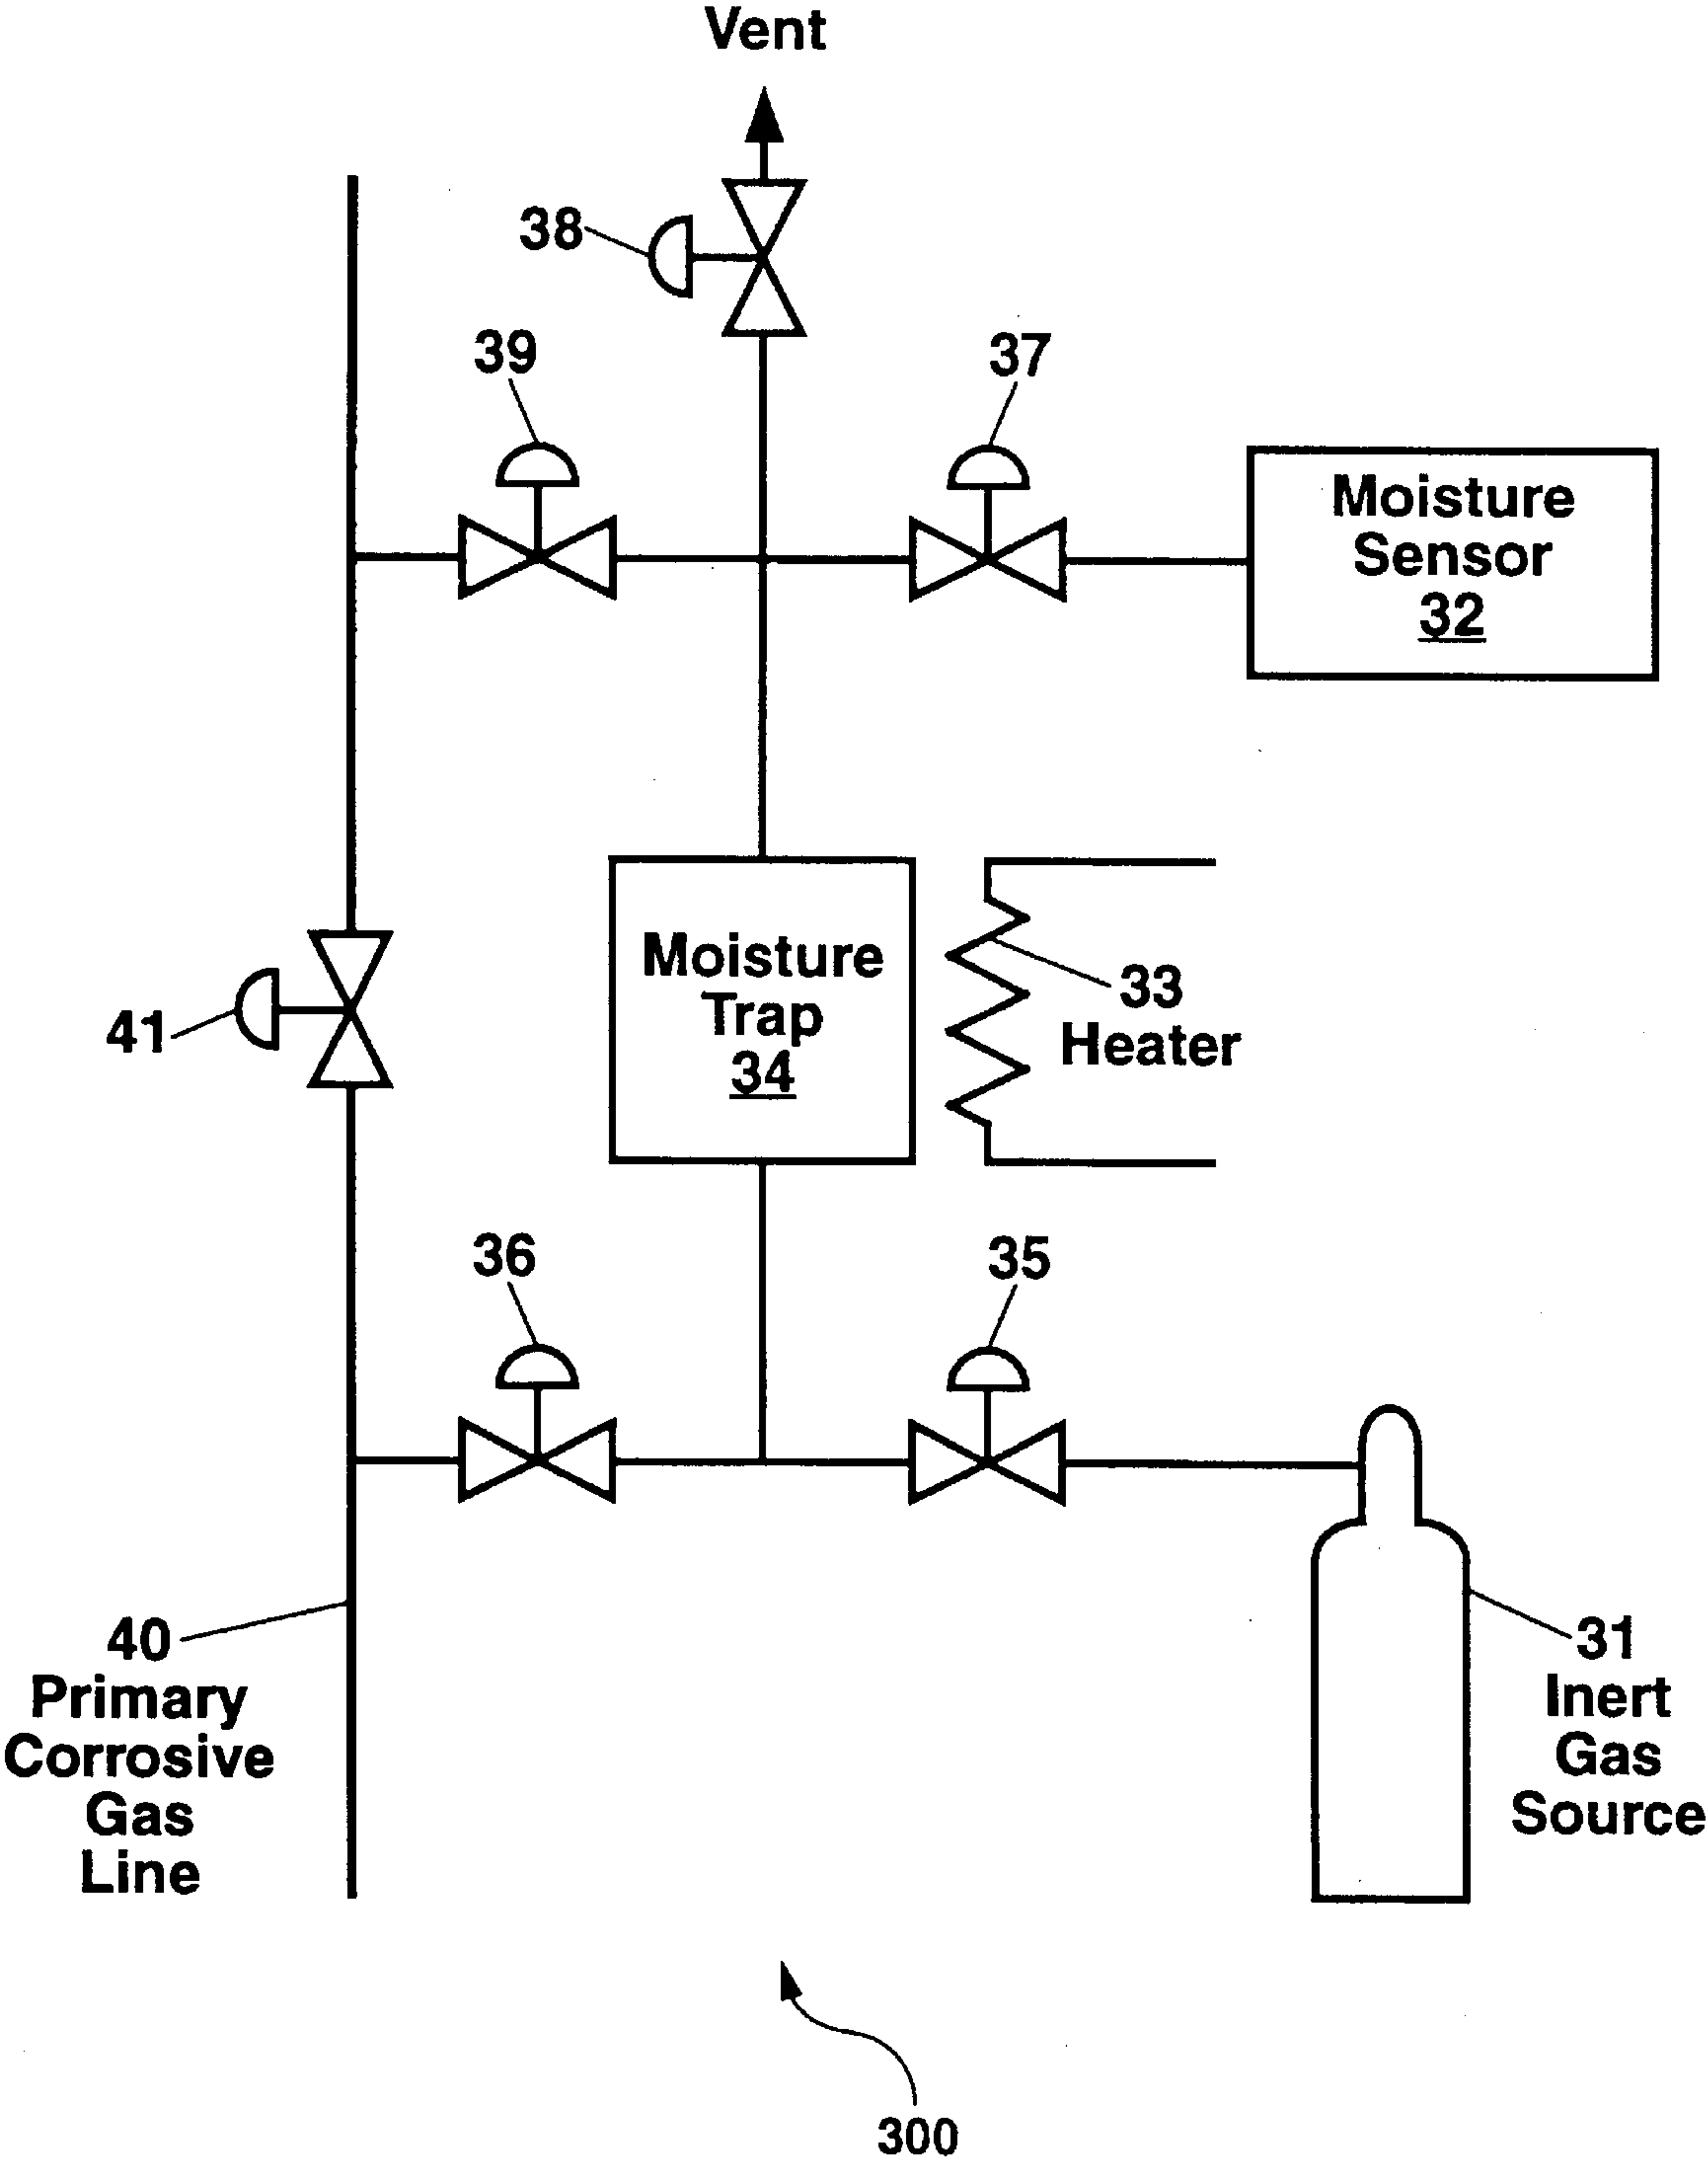 Vent
38
39
37
Moisture
Sensor
32
Moisture
Trap
34
33
Heater
41
36
35
40
Primary
Corrosive
Gas
Line
31
Inert
Gas
Source
300